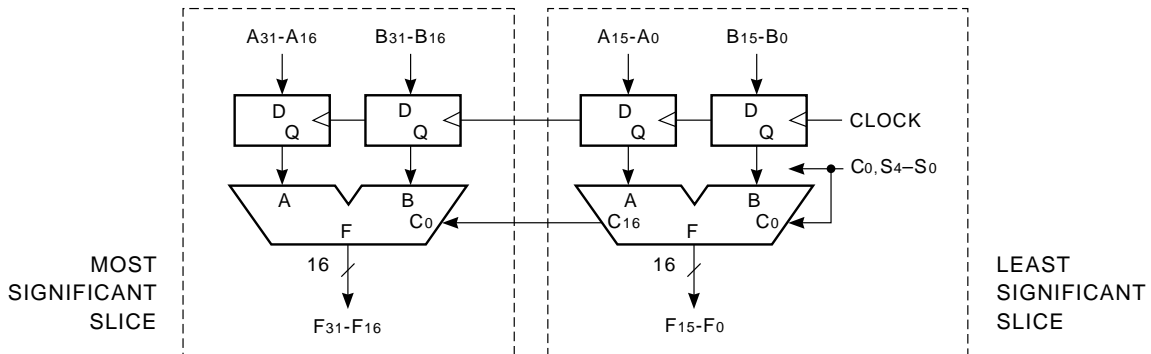 A31-A16
B31-B16
A15-A0
B15-B0
D
Q
D
Q
D
Q
D
Q
CLOCK
C0,S4–S0
A
B
C0
F
A
B
C16
C0
F
16
16
F31-F16
F15-F0
MOST
SIGNIFICANT
SLICE
LEAST
SIGNIFICANT
SLICE